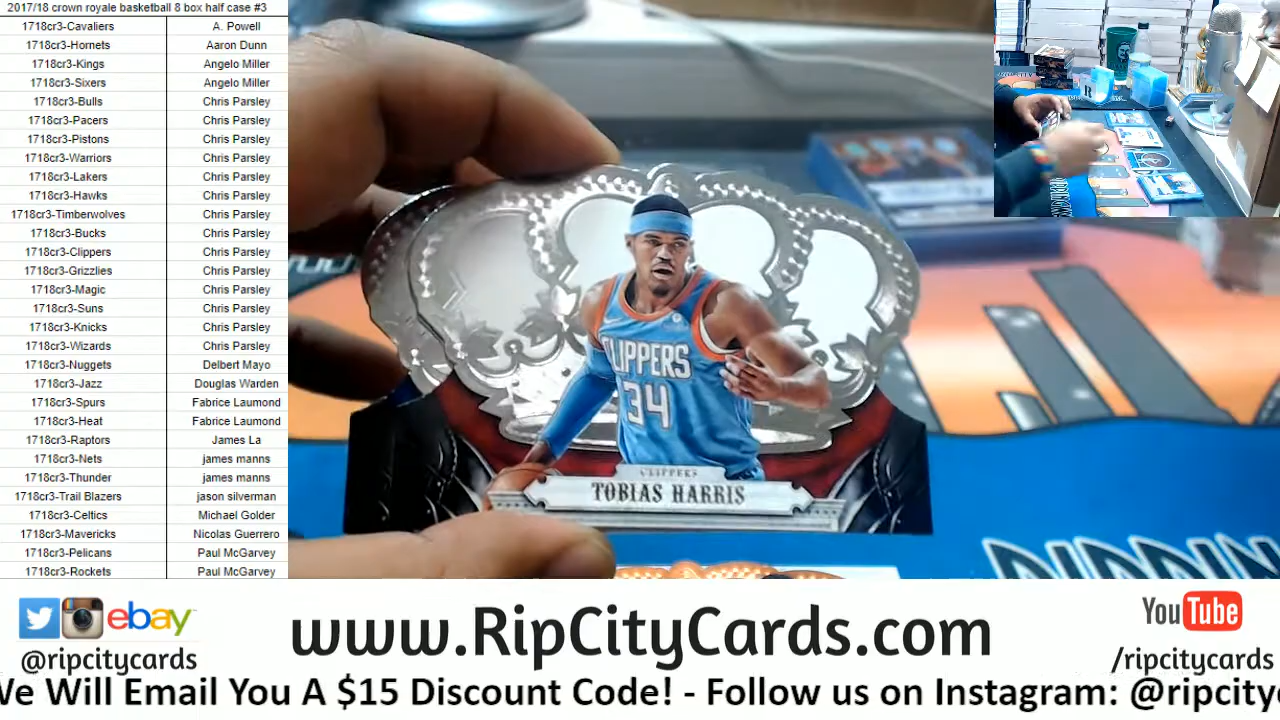 2017/18 crown royale basketball 8 box half case #3
1718cr3-Cavaliers A. Powell
1718cr3-Hornets Aaron Dunn
1718cr3-Kings Angelo Miller
1718cr3-Sixers Angelo Miller
1718cr3-Bulls Chris Parsley
1718cr3-Pacers Chris Parsley
1718cr3-Pistons Chris Parsley
1718cr3-Warriors Chris Parsley
1718cr3-Lakers Chris Parsley
1718cr3-Hawks Chris Parsley
1718cr3-Timberwolves Chris Parsley
1718cr3-Bucks Chris Parsley
1718cr3-Clippers Chris Parsley
1718cr3-Grizzlies Chris Parsley
1718cr3-Magic Chris Parsley
1718cr3-Suns Chris Parsley
1718cr3-Knicks Chris Parsley
1718cr3-Wizards Chris Parsley
1718cr3-Nuggets Delbert Mayo
1718cr3-Jazz Douglas Warden
1718cr3-Spurs Fabrice Laumond
1718cr3-Heat Fabrice Laumond
1718cr3-Raptors James La
1718cr3-Nets james manns
1718cr3-Thunder james manns
1718cr3-Trail Blazers jason silverman
1718cr3-Celtics Michael Golder
1718cr3-Mavericks Nicolas Guerrero
1718cr3-Pelicans Paul McGarvey
1718cr3-Rockets Paul McGarvey
CLIPPERS
34
CLIPPERS
TOBIAS HARRIS
ebay
@ripcitycards
www.RipCityCards.com
YouTube
/ripcitycards
We Will Email You A $15 Discount Code! - Follow us on Instagram: @ripcity